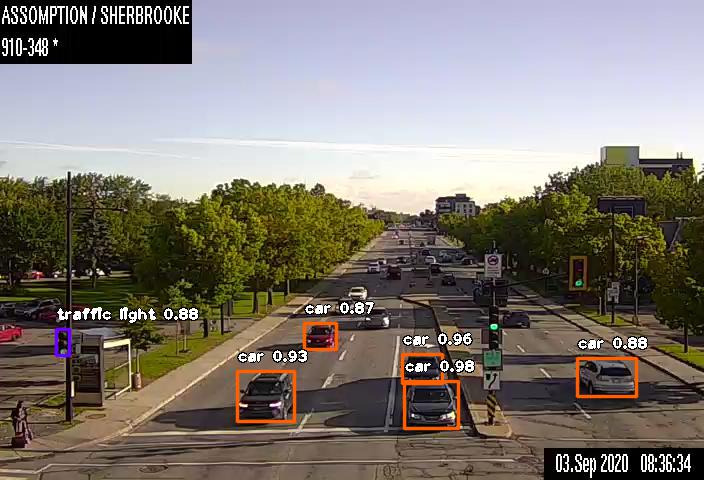 ASSOMPTION / SHERBROOKE
910-348 *
traffic light 0.88
car 0.87
car 0.96
car 0.88
car 0.93
car 0.98
03.Sep 2020 08:36:34